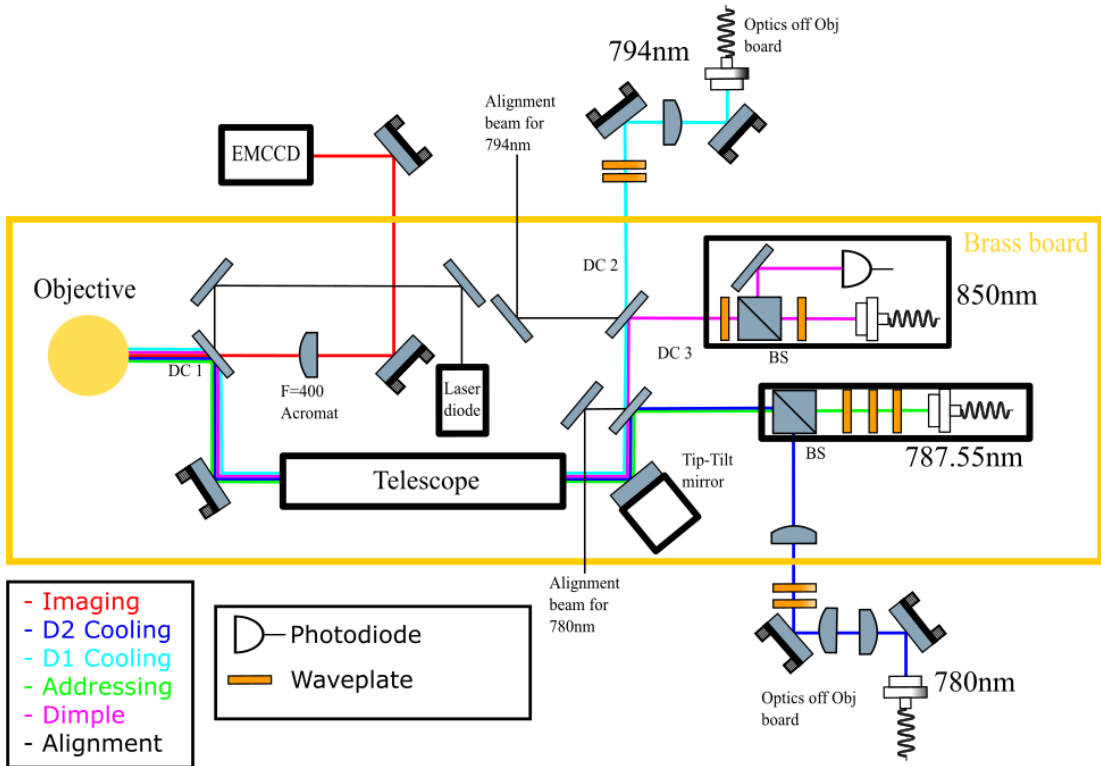 Optics off Obj
board
794nm
Alignment
beam for
794nm
EMCCD
Brass board
DC 2
Objective
850nm
DC 3
BS
DC 1
F=400
Acromat
Laser
diode
Telescope
Tip-Tilt
mirror
BS
787.55nm
Alignment
beam for
780nm
- Imaging
- D2 Cooling
- D1 Cooling
- Addressing
- Dimple
- Alignment
Photodiode
Waveplate
Optics off Obj
board
780nm